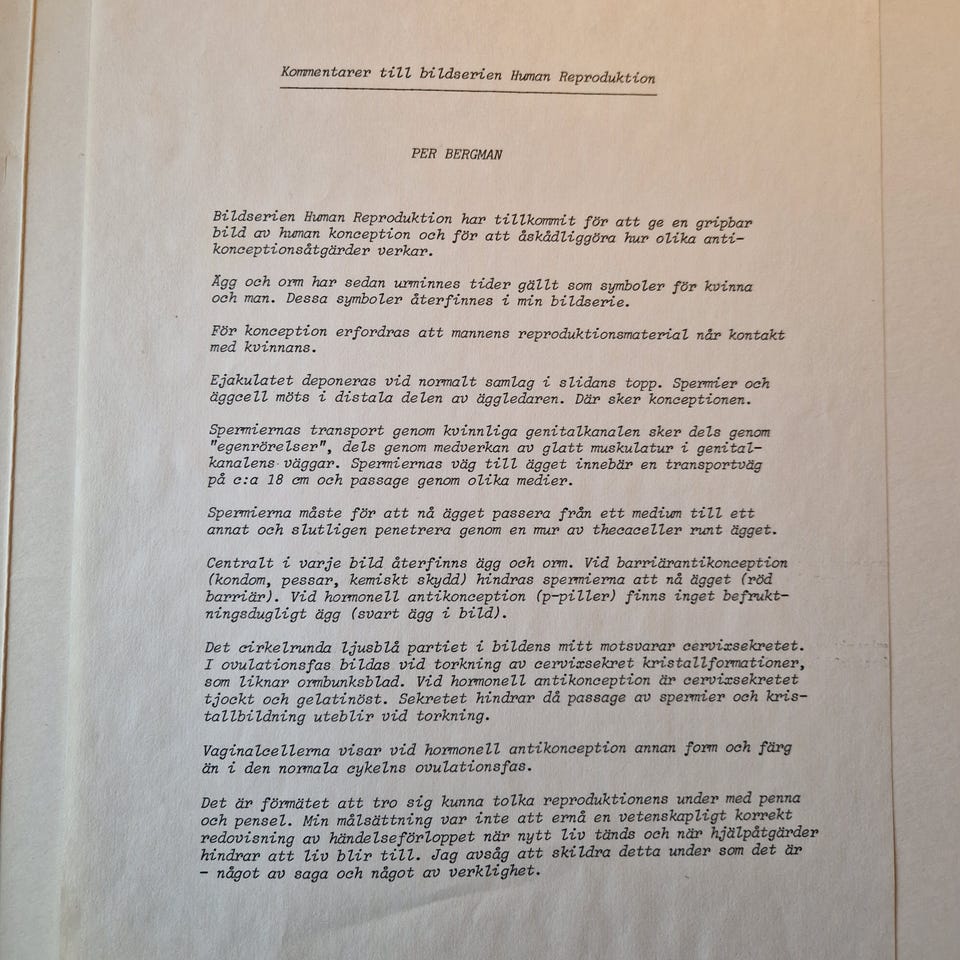 Kommentarer till bildserien Human Reproduktion
PER BERGMAN
Bildserien Human Reproduktion har tillkommit för att ge en gripbar
bild av human konception och för att åskådliggöra hur olika anti-
konceptionsåtgärder verkar.
Ägg och orm har sedan urminnes tider gällt som symboler för kvinna
och man. Dessa symboler återfinnes i min bildserie.
För konception erfordras att mannens reproduktionsmaterial når kontakt
med kvinnans.
Ejakulatet deponeras vid normalt samlag i slidans topp. Spermier och
äggcell möts i distala delen av äggledaren. Där sker konceptionen.
Spermiernas transport genom kvinnliga genitalkanalen sker dels genom
"egenrörelser", dels genom medverkan av glatt muskulatur i genital-
kanalens väggar. Spermiernas väg till ägget innebär en transportväg
på c:a 18 cm och passage genom olika medier.
Spermierna måste för att nå ägget passera från ett medium till ett
annat och slutligen penetrera genom en mur av thecaceller runt ägget.
Centralt i varje bild återfinns ägg och orm. Vid barriärantikonception
(kondom, pessar, kemiskt skydd) hindras spermierna att nå ägget (röd
barriär). Vid hormonell antikonception (p-piller) finns inget befrukt-
ningsdugligt ägg (svart ägg i bild).
Det cirkelrunda ljusblå partiet i bildens mitt motsvarar cervixsekretet.
I ovulationsfas bildas vid torkning av cervixsekret kristallformationer,
som liknar ormbunksblad. Vid hormonell antikonception är cervixsekretet
tjockt och gelatinöst. Sekretet hindrar då passage av spermier och kris-
tallbildning uteblir vid torkning.
Vaginalcellerna visar vid hormonell antikonception annan form och färg
än i den normala cykelns ovulationsfas.
Det är förmätet att tro sig kunna tolka reproduktionens under med penna
och pensel. Min målsättning var inte att ernå en vetenskapligt korrekt
redovisning av händelseförloppet när nytt liv tänds och när hjälpåtgärder
hindrar att liv blir till. Jag avsåg att skildra detta under som det är
- något av saga och något av verklighet.